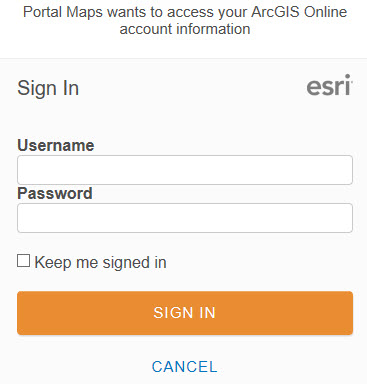 Portal Maps wants to access your ArcGIS Online
account information
Sign In
esri
Username
Password
Keep me signed in
SIGN IN
CANCEL